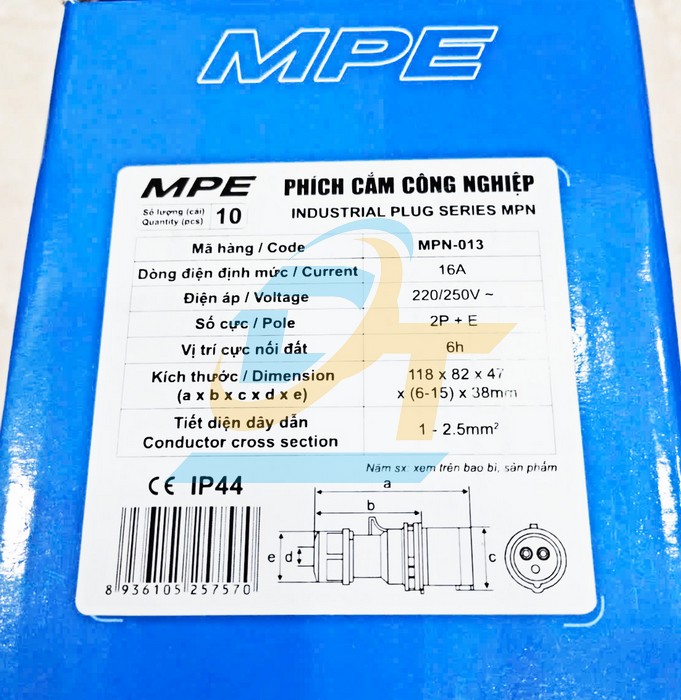 MPE
MPE PHÍCH CẮM CÔNG NGHIỆP
Số lượng (cái)
Quantity (pcs) 10 INDUSTRIAL PLUG SERIES MPN
Mã hàng / Code MPN-013
Dòng điện định mức / Current 16A
Điện áp / Voltage 220/250V ~
Số cực / Pole 2P + E
Vị trí cực nối đất 6h
Kích thước / Dimension 118 x 82 x 47
(a x b x c x d x e) x (6-15) x 38mm
Tiết diện dây dẫn
Conductor cross section 1 - 2.5mm²
Năm sx: xem trên bao bì, sản phẩm
CE IP44
a
b
e d c
8 936105 257570